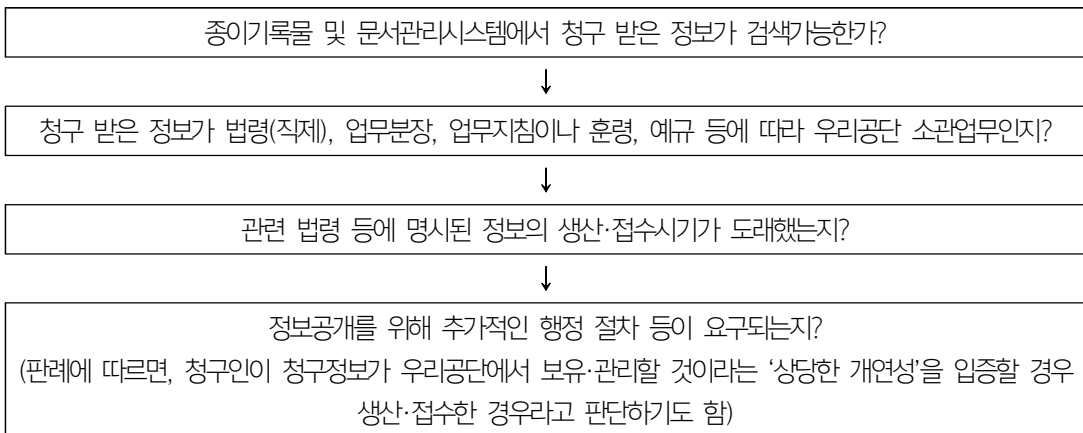 종이기록물 및 문서관리시스템에서 청구 받은 정보가 검색가능한가?
↓
청구 받은 정보가 법령(직제), 업무분장, 업무지침이나 훈령, 예규 등에 따라 우리공단 소관업무인지?
↓
관련 법령 등에 명시된 정보의 생산·접수시기가 도래했는지?
↓
정보공개를 위해 추가적인 행정 절차 등이 요구되는지?
(판례에 따르면, 청구인이 청구정보가 우리공단에서 보유·관리할 것이라는 ‘상당한 개연성’을 입증할 경우
생산·접수한 경우라고 판단하기도 함)